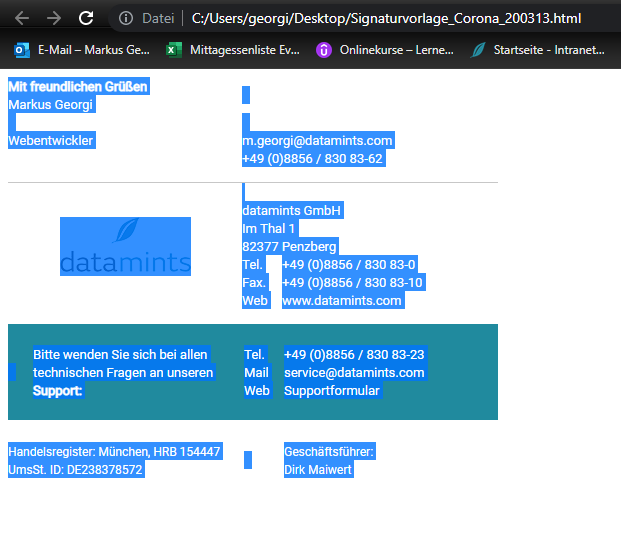 Datei | C:/Users/georgi/Desktop/Signaturvorlage_Corona_200313.html
E-Mail – Markus Ge... Mittagessenliste Ev... Onlinekurse – Lerne... Startseite - Intranet...
Mit freundlichen Grüßen
Markus Georgi
Webentwickler m.georgi@datamints.com
+49 (0)8856 / 830 83-62
datamints GmbH
Im Thal 1
82377 Penzberg
datamints
Tel. +49 (0)8856 / 830 83-0
Fax. +49 (0)8856 / 830 83-10
Web www.datamints.com
Bitte wenden Sie sich bei allen Tel. +49 (0)8856 / 830 83-23
technischen Fragen an unseren Mail service@datamints.com
Support: Web Supportformular
Handelsregister: München, HRB 154447 Geschäftsführer:
UmsSt. ID: DE238378572 Dirk Maiwert